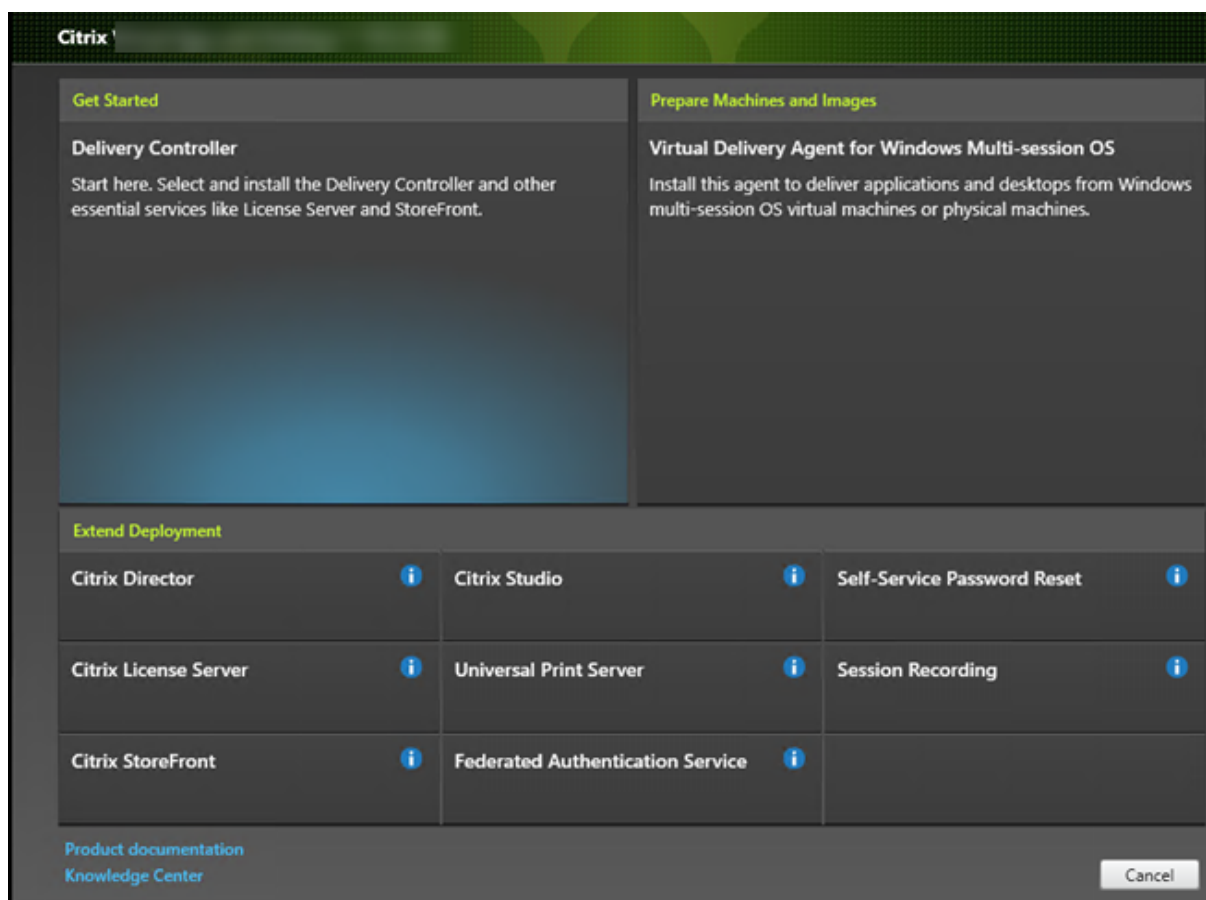 Citrix
Get Started
Delivery Controller
Start here. Select and install the Delivery Controller and other
essential services like License Server and StoreFront.
Prepare Machines and Images
Virtual Delivery Agent for Windows Multi-session OS
Install this agent to deliver applications and desktops from Windows
multi-session OS virtual machines or physical machines.
Extend Deployment
Citrix Director
Citrix Studio
Self-Service Password Reset
Citrix License Server
Universal Print Server
Session Recording
Citrix StoreFront
Federated Authentication Service
Product documentation
Knowledge Center
Cancel